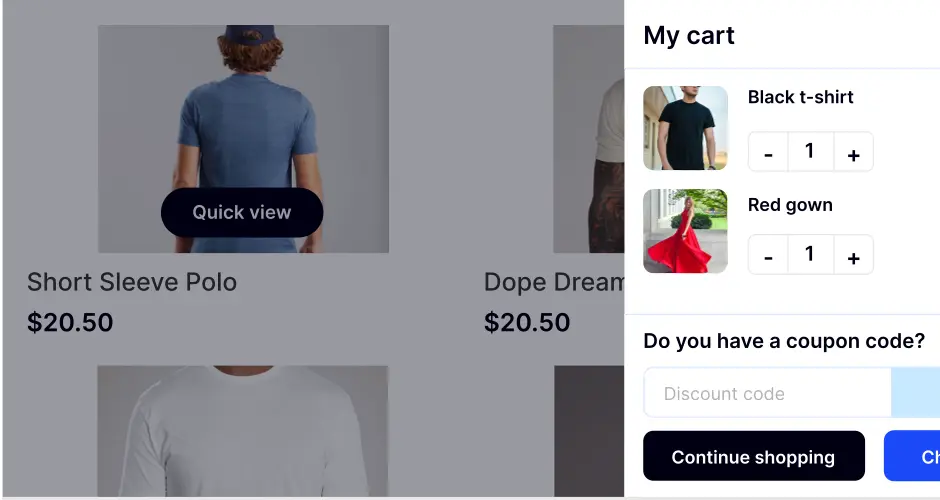 My cart
Black t-shirt
- 1 +
Red gown
- 1 +
Quick view
Short Sleeve Polo
$20.50
Dope Dream
$20.50
Do you have a coupon code?
Discount code
Continue shopping